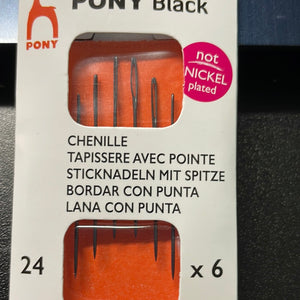 PONY Black
PONY
not
NICKEL
plated
CHENILLE
TAPISSERE AVEC POINTE
STICKNADELN MIT SPITZE
BORDAR CON PUNTA
LANA CON PUNTA
24 x 6